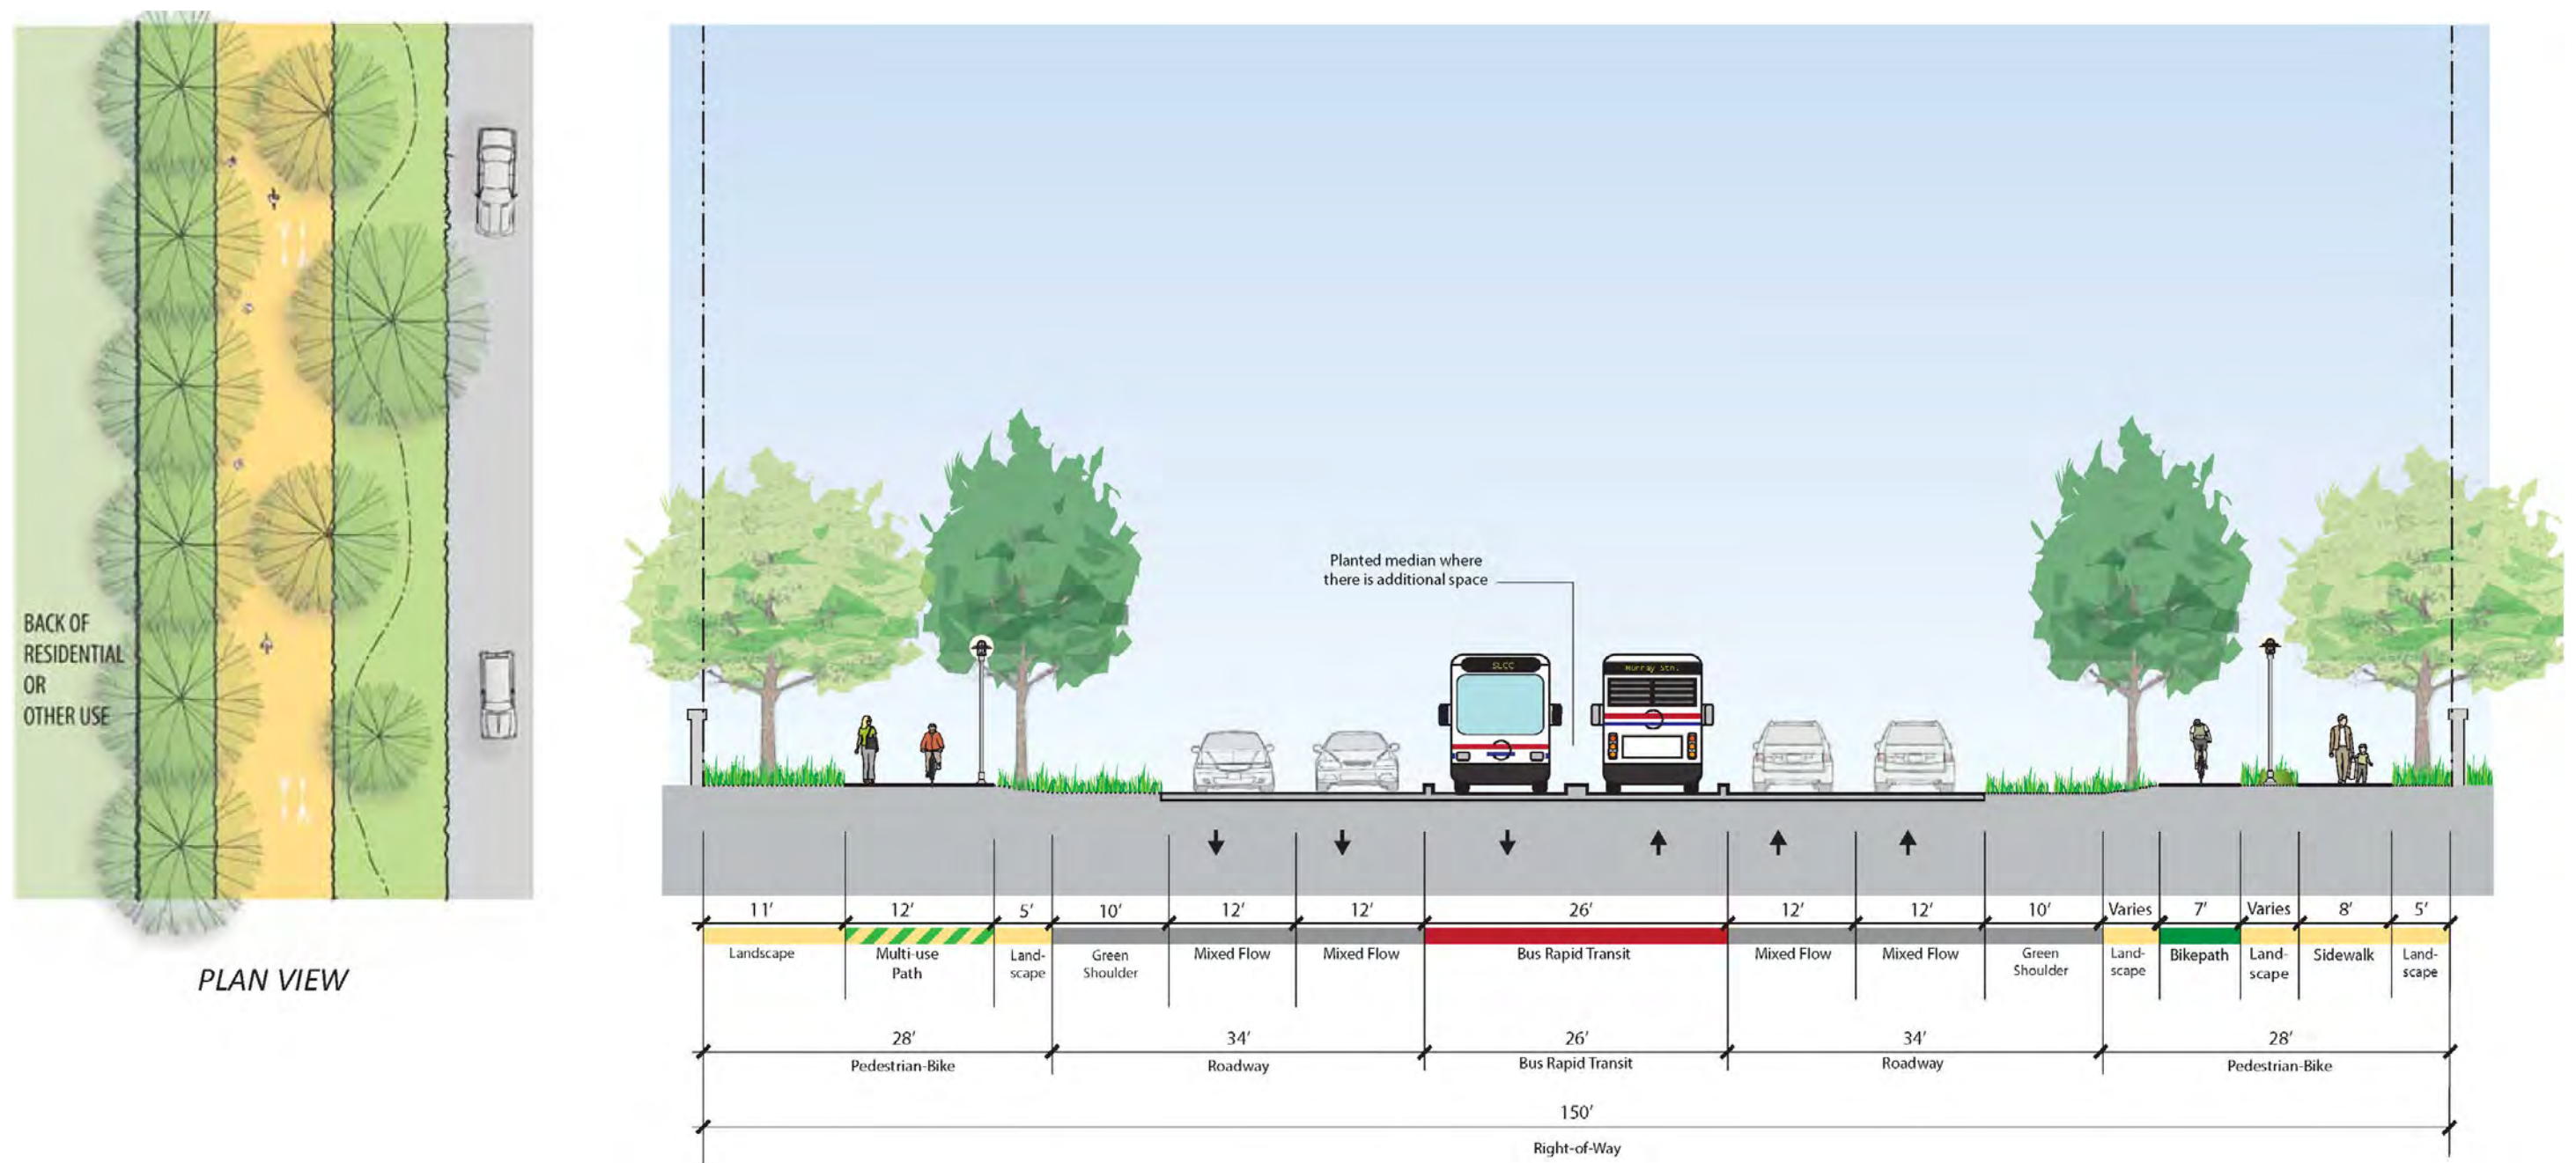 BACK OF
RESIDENTIAL
OR
OTHER USE
PLAN VIEW
Planted median where
there is additional space
SLCC
Murray Stn.
11′ 12′ 5′ 10′ 12′ 12′ 26′ 12′ 12′ 10′ Varies 7′ Varies 8′ 5′
Landscape
Multi-use
Path
Land-
scape
Green
Shoulder
Mixed Flow
Mixed Flow
Bus Rapid Transit
Mixed Flow
Mixed Flow
Green
Shoulder
Land-
scape
Bikepath
Land-
scape
Sidewalk
Land-
scape
28′ 34′ 26′ 34′ 28′
Pedestrian-Bike Roadway Bus Rapid Transit Roadway Pedestrian-Bike
150′
Right-of-Way